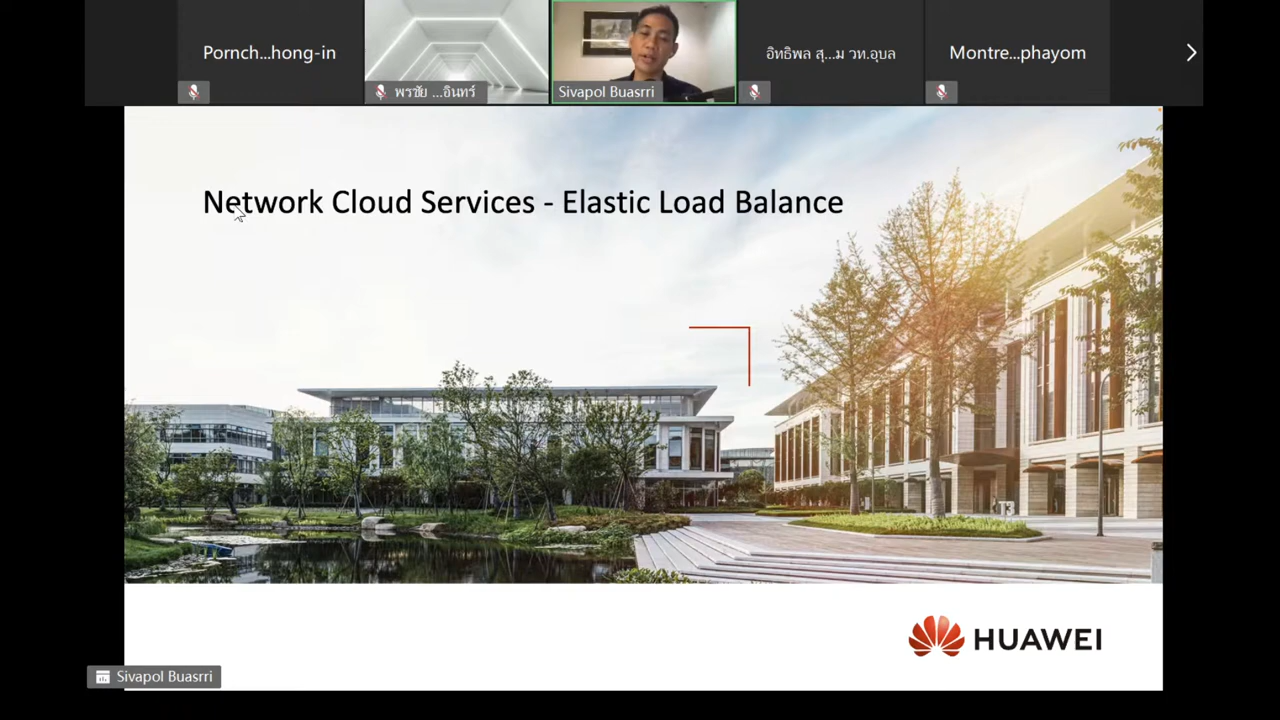 Pornch...hong-in
พรชัย ...อินทร์
Sivapol Buasrri
อิทธิพล สุ...ม วท.อุบล
Montre...phayom
Network Cloud Services - Elastic Load Balance
T3
HUAWEI
Sivapol Buasrri